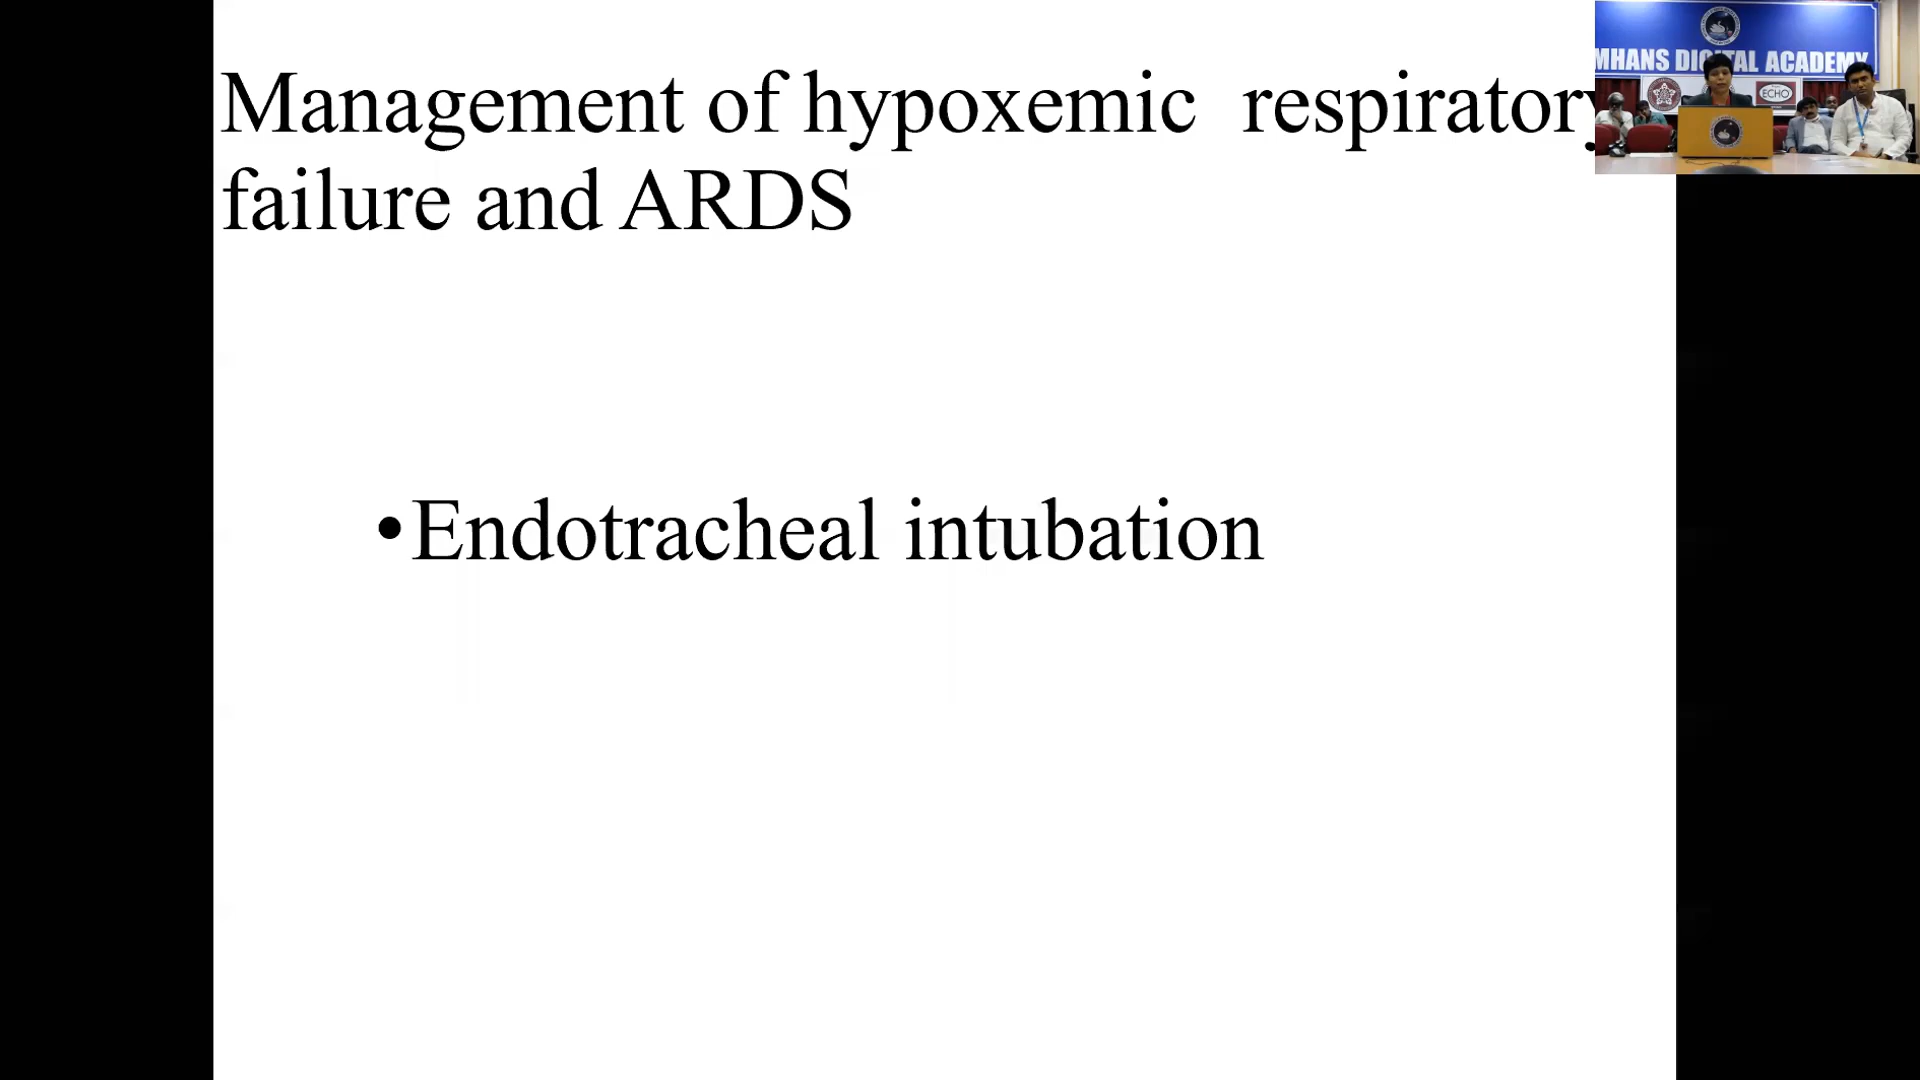 Management of hypoxemic respiratory
failure and ARDS
•Endotracheal intubation
MHANS DIGITAL ACADEMY
ECHO